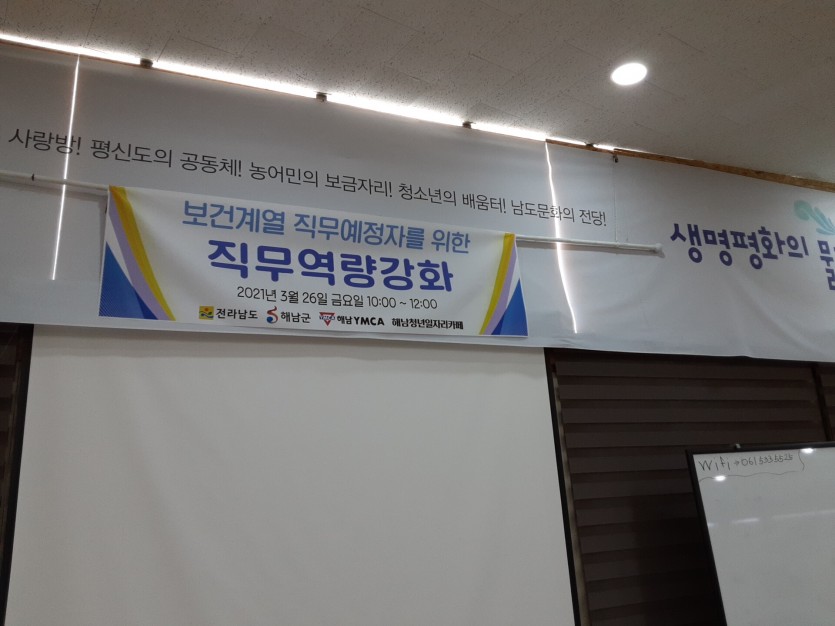 사랑방! 평신도의 공동체! 농어민의 보금자리! 청소년의 배움터! 남도문화의 전당!
생명평화의
보건계열 직무예정자를 위한
직무역량강화
2021년 3월 26일 금요일 10:00 ~ 12:00
전라남도 해남군 YMCA 해남YMCA 해남청년일자리카페
Wifi →